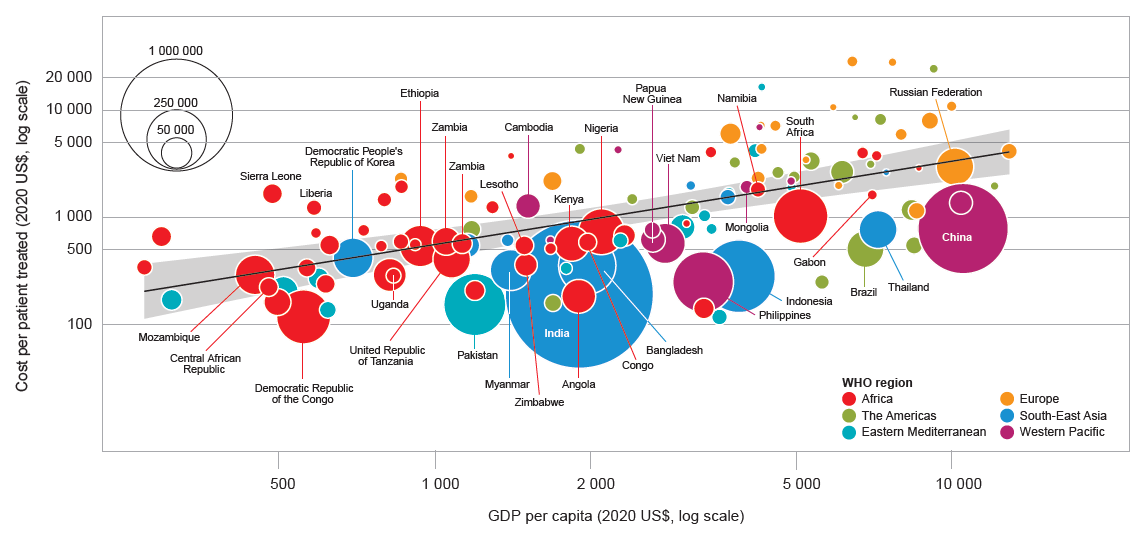 1 000 000
250 000
50 000
20 000
10 000
5 000
1 000
500
100
Cost per patient treated (2020 US$, log scale)
Ethiopia
Zambia
Cambodia
Nigeria
Papua
New Guinea
Namibia
Russian Federation
South
Africa
Democratic People's
Republic of Korea
Zambia
Viet Nam
Sierra Leone
Liberia
Lesotho
Kenya
Mongolia
Gabon
China
Uganda
Brazil
Thailand
Indonesia
Philippines
Mozambique
Central African
Republic
United Republic
of Tanzania
Pakistan
India
Bangladesh
Congo
Democratic Republic
of the Congo
Myanmar
Angola
Zimbabwe
WHO region
Africa
The Americas
Eastern Mediterranean
Europe
South-East Asia
Western Pacific
500
1 000
2 000
5 000
10 000
GDP per capita (2020 US$, log scale)